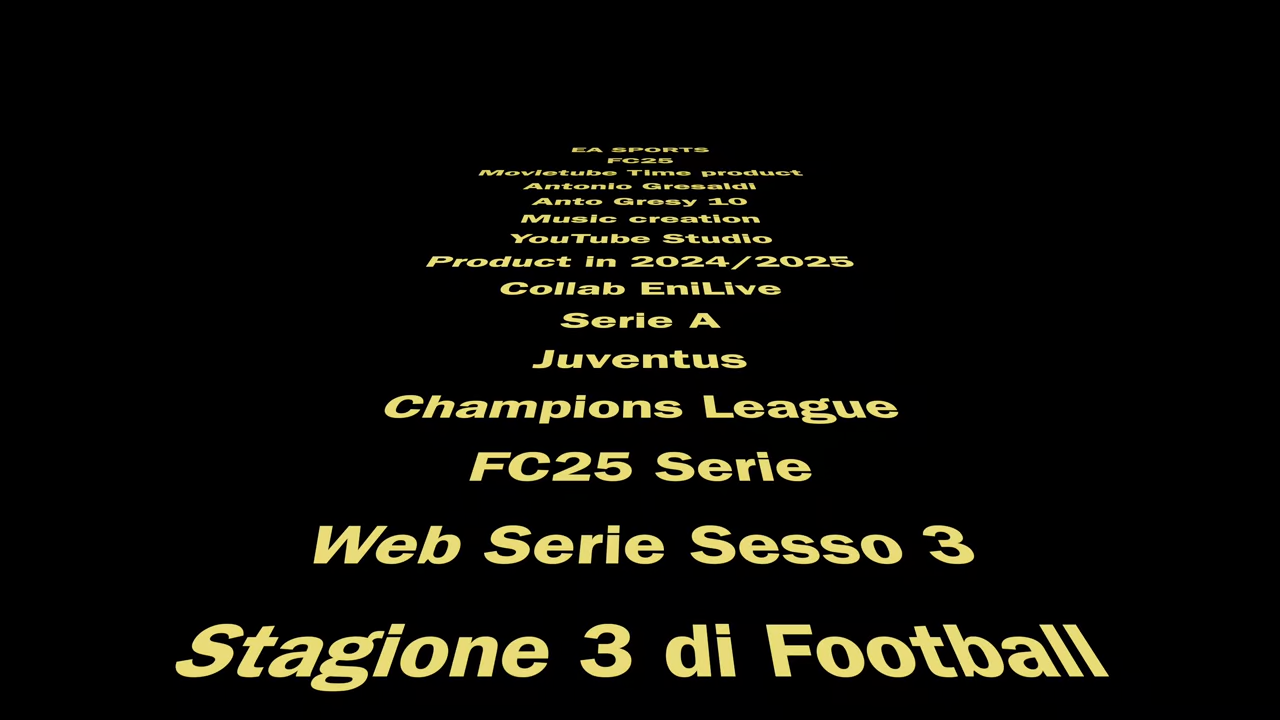 EA SPORTS
FC25
Movietube Time product
Antonio Gresaldi
Anto Gresy 10
Music creation
YouTube Studio
Product in 2024/2025
Collab EniLive
Serie A
Juventus
Champions League
FC25 Serie
Web Serie Sesso 3
Stagione 3 di Football